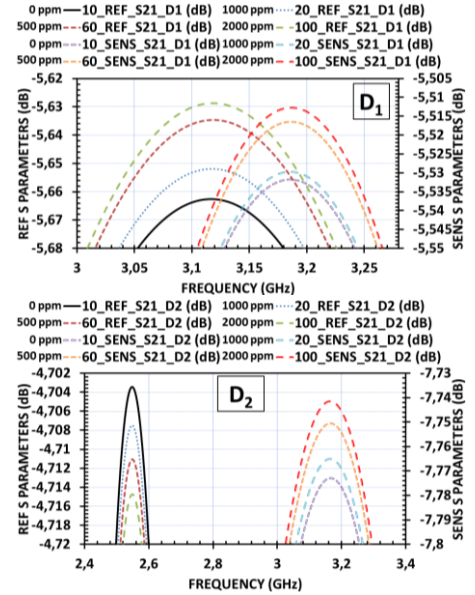 0 ppm 10_REF_S21_D1 (dB) 1000 ppm 20_REF_S21_D1 (dB)
500 ppm 60_REF_S21_D1 (dB) 2000 ppm 100_REF_S21_D1 (dB)
0 ppm 10_SENS_S21_D1 (dB) 1000 ppm 20_SENS_S21_D1 (dB)
500 ppm 60_SENS_S21_D1 (dB) 2000 ppm 100_SENS_S21_D1 (dB)
REF S PARAMETERS (dB)
-5,62
-5,63
-5,64
-5,65
-5,66
-5,67
-5,68
D1
-5,505
-5,51
-5,515
-5,52
-5,525
-5,53
-5,535
-5,54
-5,545
-5,55
SENS S PARAMETERS (dB)
3 3,05 3,1 3,15 3,2 3,25
FREQUENCY (GHz)
0 ppm 10_REF_S21_D2 (dB) 1000 ppm 20_REF_S21_D2 (dB)
500 ppm 60_REF_S21_D2 (dB) 2000 ppm 100_REF_S21_D2 (dB)
0 ppm 10_SENS_S21_D2 (dB) 1000 ppm 20_SENS_S21_D2 (dB)
500 ppm 60_SENS_S21_D2 (dB) 2000 ppm 100_SENS_S21_D2 (dB)
REF S PARAMETERS (dB)
-4,702
-4,704
-4,706
-4,708
-4,71
-4,712
-4,714
-4,716
-4,718
-4,72
D2
-7,73
-7,74
-7,75
-7,76
-7,77
-7,78
-7,79
-7,8
SENS S PARAMETERS (dB)
2,4 2,6 2,8 3 3,2 3,4
FREQUENCY (GHz)